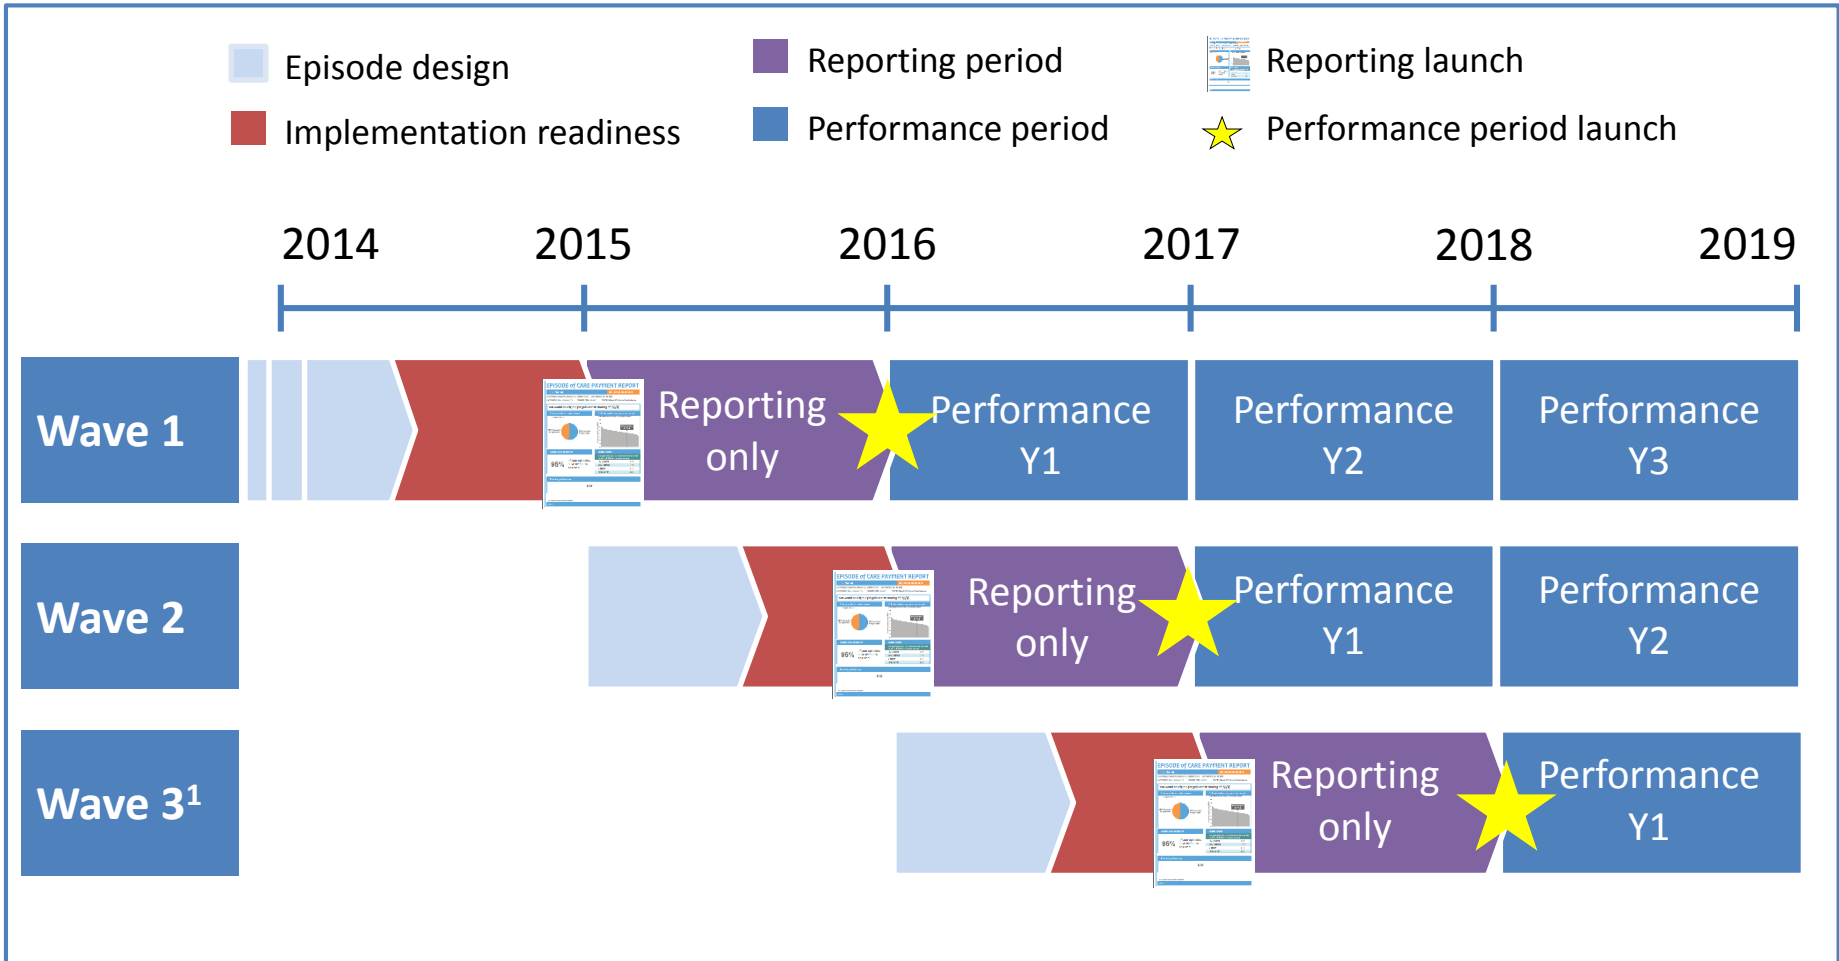 Episode design
Reporting period
Reporting launch
Implementation readiness
Performance period
Performance period launch
2014
2015
2016
2017
2018
2019
Wave 1
EPISODE of CARE PAYMENT REPORT
96%
Reporting
only
Performance
Y1
Performance
Y2
Performance
Y3
Wave 2
EPISODE of CARE PAYMENT REPORT
96%
Reporting
only
Performance
Y1
Performance
Y2
Wave 3¹
EPISODE of CARE PAYMENT REPORT
96%
Reporting
only
Performance
Y1